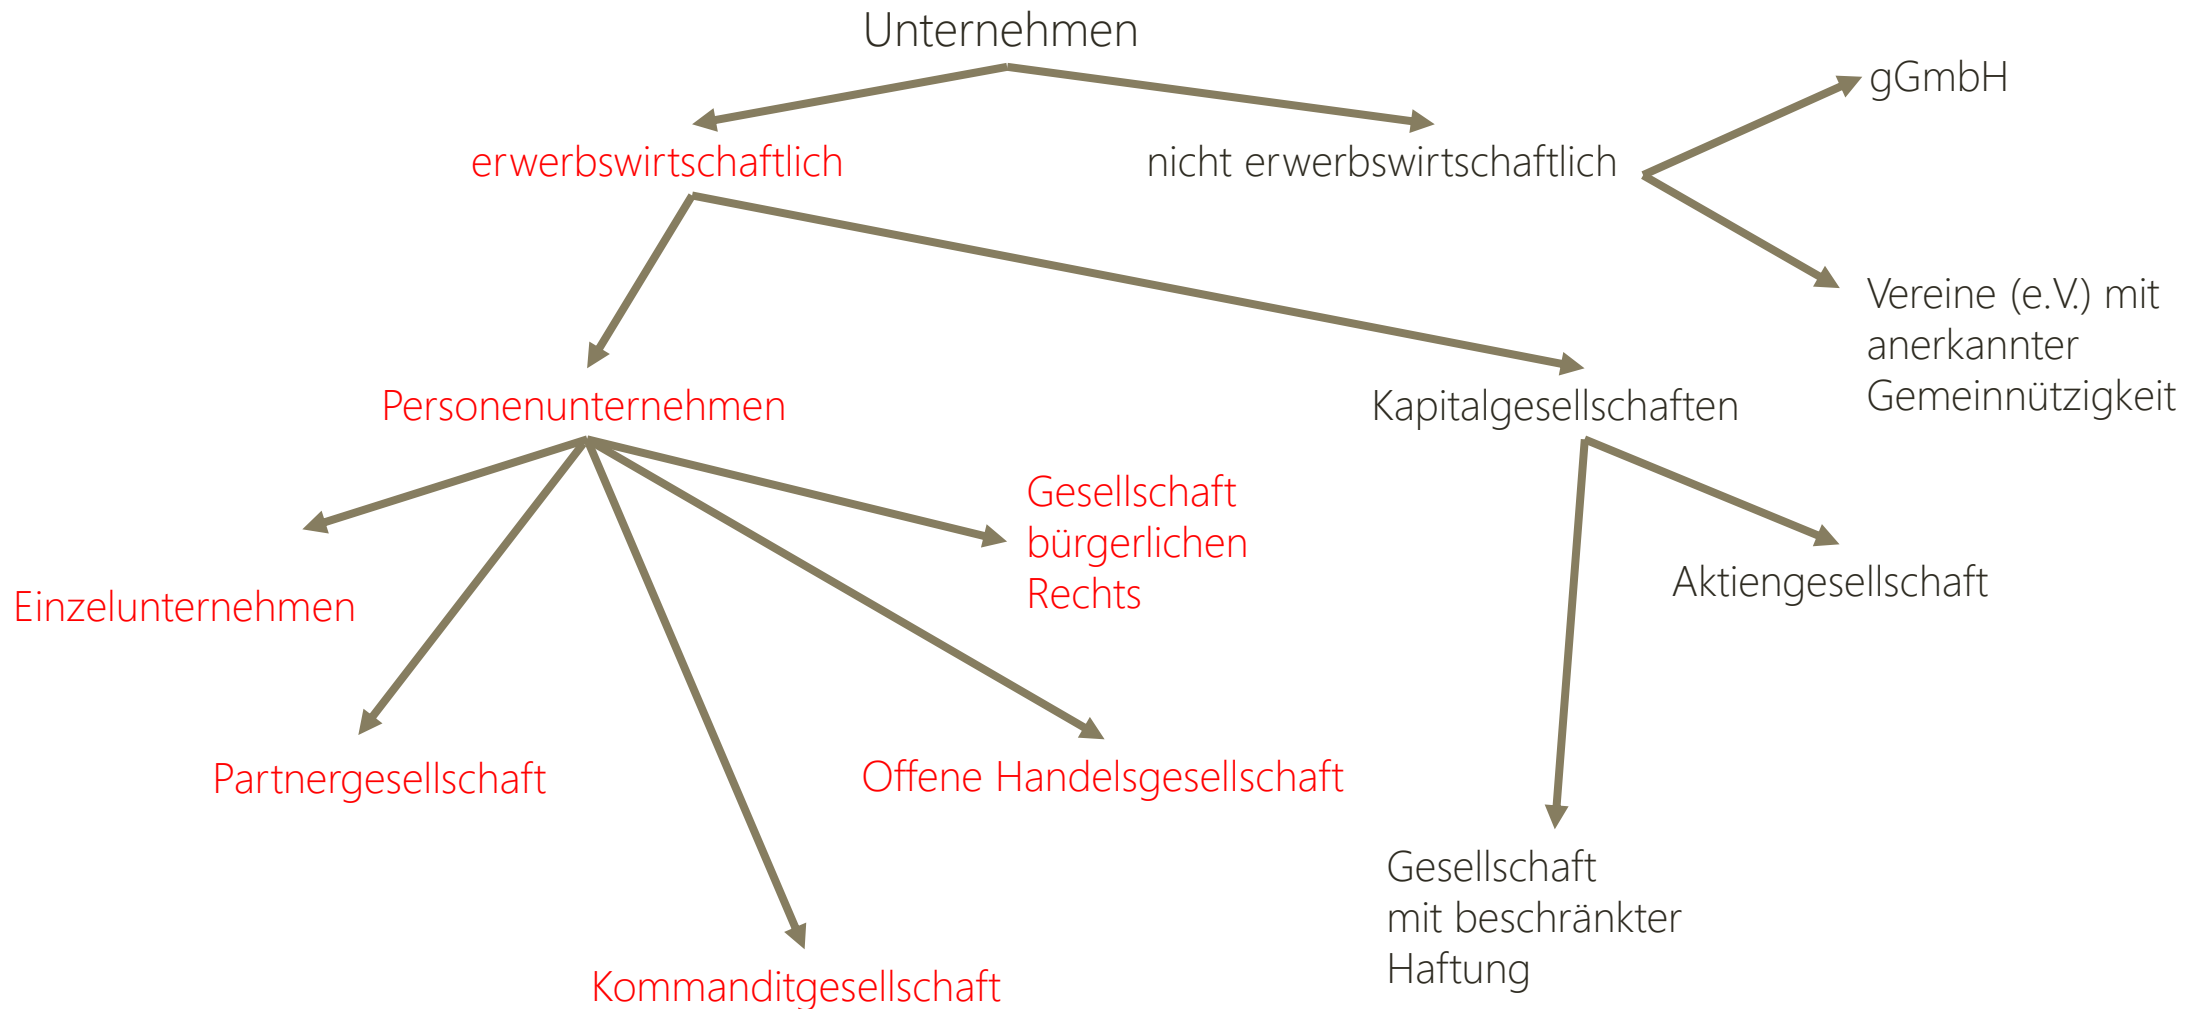 Unternehmen
gGmbH
erwerbswirtschaftlich
nicht erwerbswirtschaftlich
Vereine (e.V.) mit
anerkannter
Gemeinnützigkeit
Personenunternehmen
Kapitalgesellschaften
Gesellschaft
bürgerlichen
Rechts
Aktiengesellschaft
Einzelunternehmen
Partnergesellschaft
Offene Handelsgesellschaft
Gesellschaft
mit beschränkter
Haftung
Kommanditgesellschaft